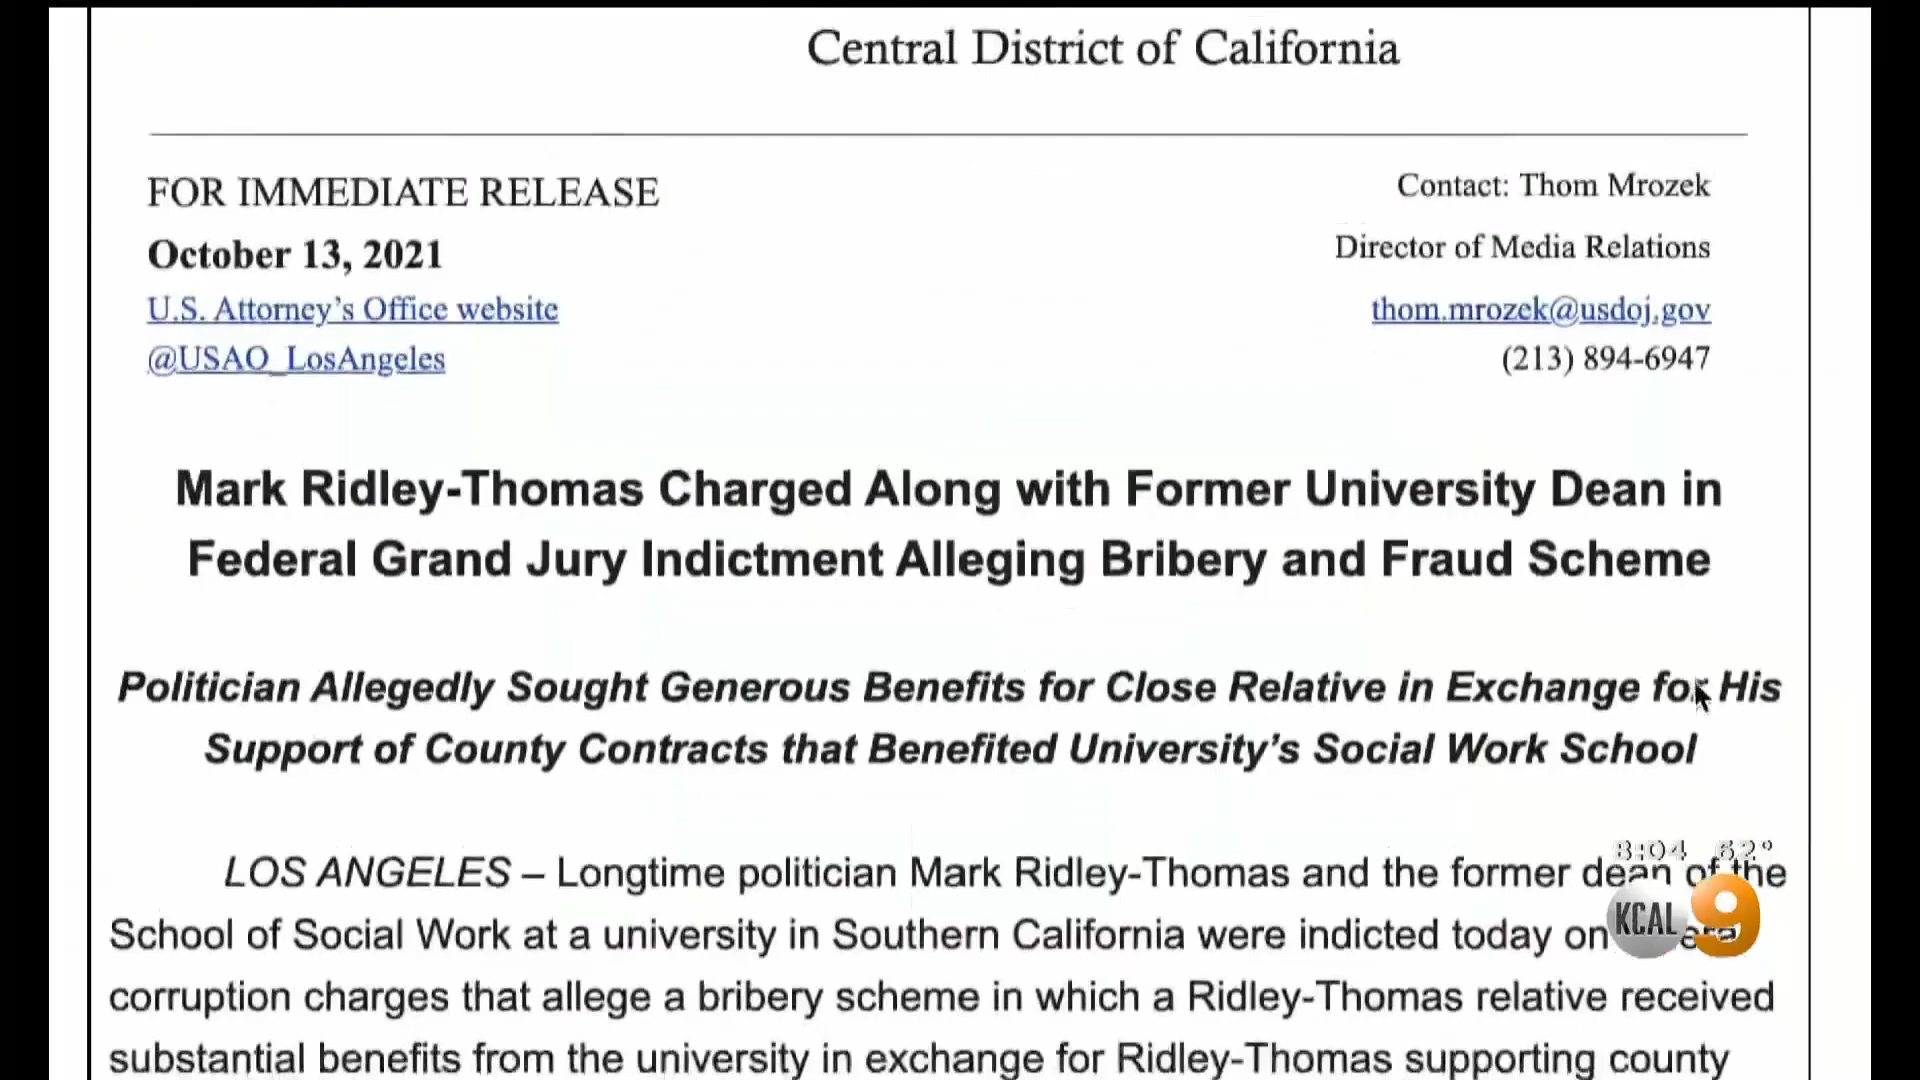 Central District of California
FOR IMMEDIATE RELEASE
Contact: Thom Mrozek
October 13, 2021
Director of Media Relations
U.S. Attorney’s Office website
thom.mrozek@usdoj.gov
@USAO_LosAngeles
(213) 894-6947
Mark Ridley-Thomas Charged Along with Former University Dean in
Federal Grand Jury Indictment Alleging Bribery and Fraud Scheme
Politician Allegedly Sought Generous Benefits for Close Relative in Exchange for His
Support of County Contracts that Benefited University’s Social Work School
LOS ANGELES – Longtime politician Mark Ridley-Thomas and the former dean of the
School of Social Work at a university in Southern California were indicted today on
corruption charges that allege a bribery scheme in which a Ridley-Thomas relative received
substantial benefits from the university in exchange for Ridley-Thomas supporting county
8:04 62°
KCAL 9